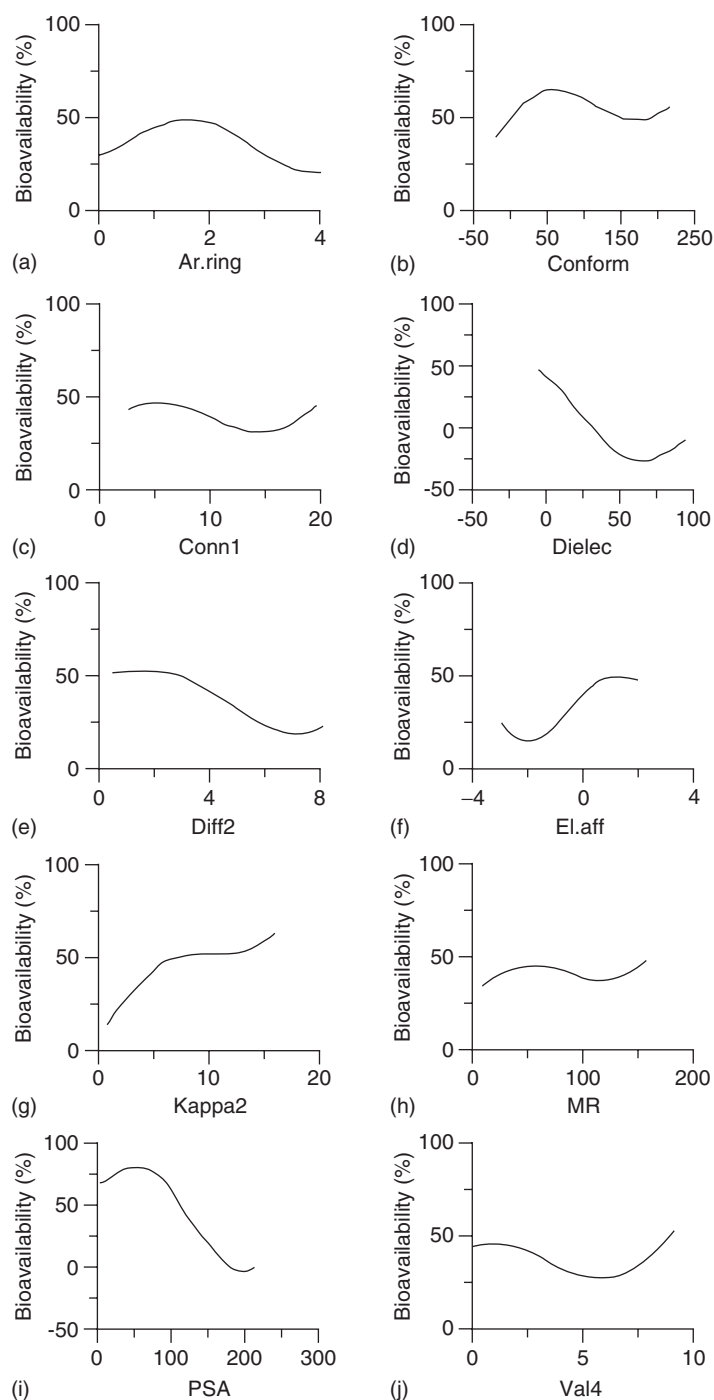 Bioavailability (%)
100
50
0
0 2 4
(a) Ar.ring
Bioavailability (%)
100
50
0
-50 50 150 250
(b) Conform
Bioavailability (%)
100
50
0
0 10 20
(c) Conn1
Bioavailability (%)
100
50
0
-50
-50 0 50 100
(d) Dielec
Bioavailability (%)
100
50
0
0 4 8
(e) Diff2
Bioavailability (%)
100
50
0
−4 0 4
(f) El.aff
Bioavailability (%)
100
50
0
0 10 20
(g) Kappa2
Bioavailability (%)
100
50
0
0 100 200
(h) MR
Bioavailability (%)
100
50
0
-50
0 100 200 300
(i) PSA
Bioavailability (%)
100
50
0
0 5 10
(j) Val4